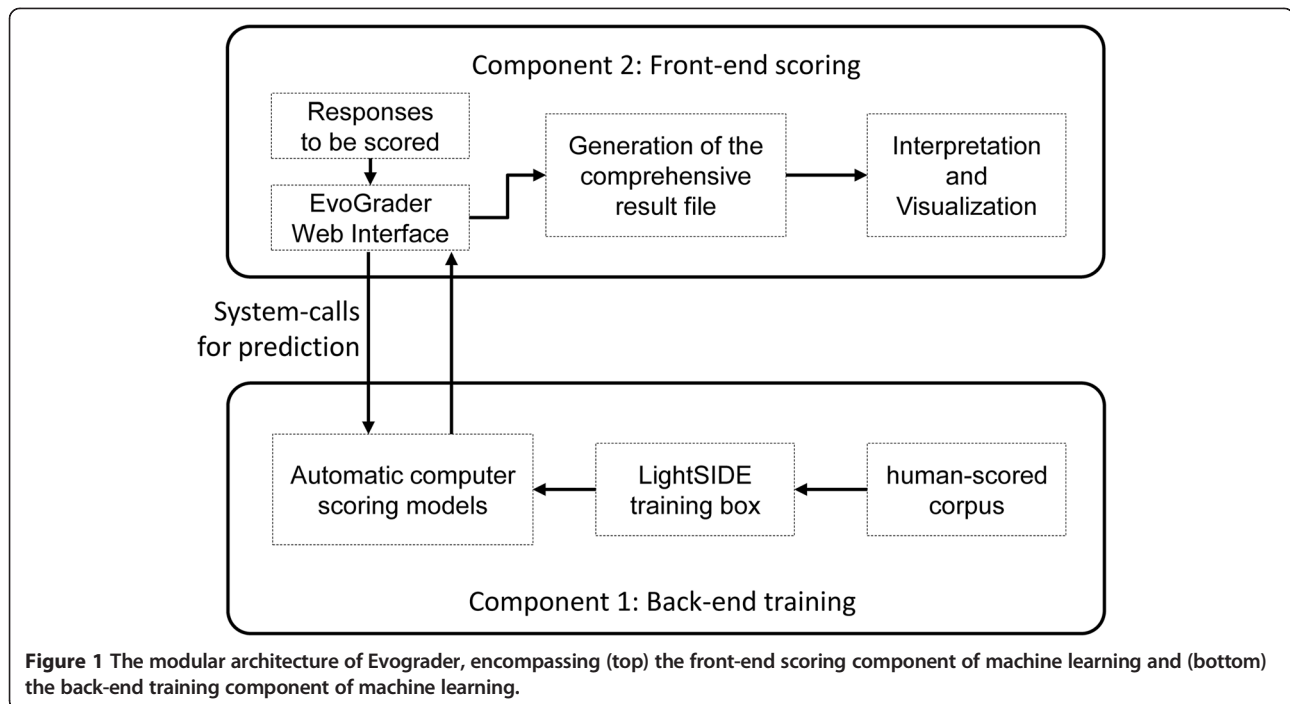 Component 2: Front-end scoring
Responses
to be scored
EvoGrader
Web Interface
Generation of the
comprehensive
result file
Interpretation
and
Visualization
System-calls
for prediction
Automatic computer
scoring models
LightSIDE
training box
human-scored
corpus
Component 1: Back-end training
Figure 1 The modular architecture of Evograder, encompassing (top) the front-end scoring component of machine learning and (bottom)
the back-end training component of machine learning.